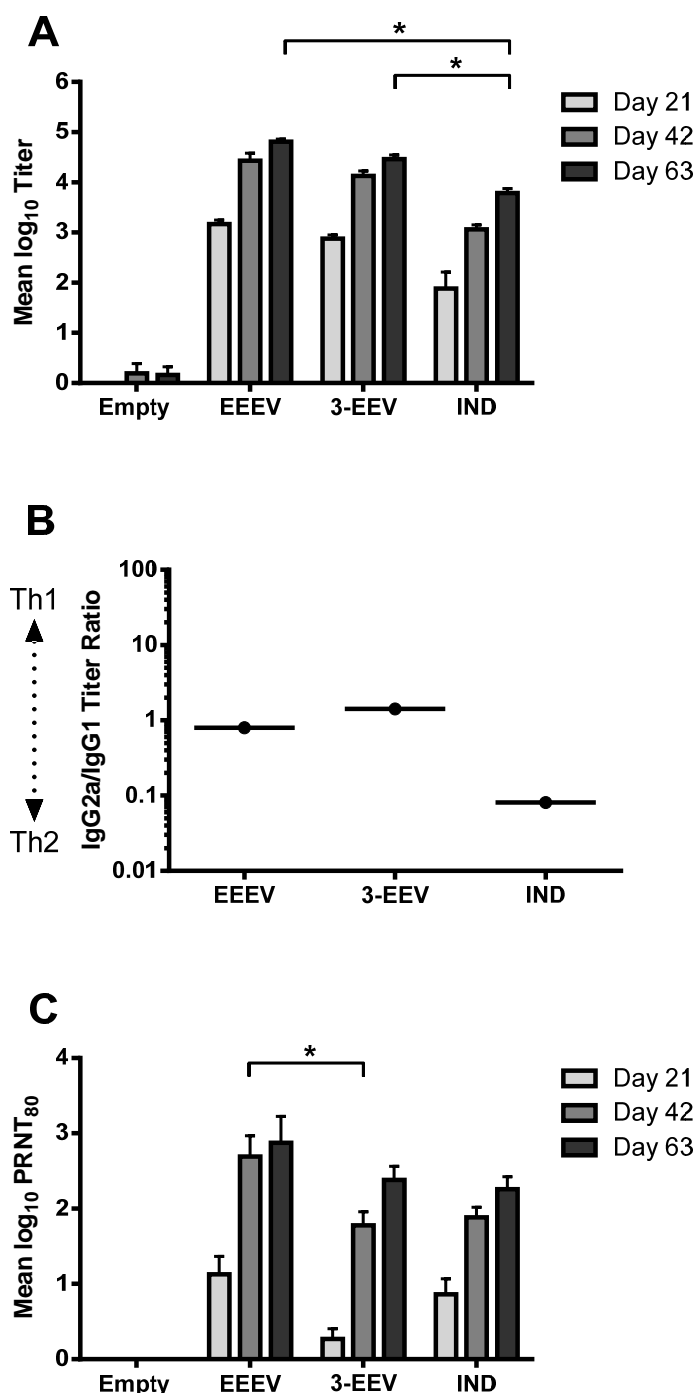 A
*
*
6
5
4
3
2
1
0
Mean log10 Titer
Empty EEEV 3-EEV IND
Day 21
Day 42
Day 63
B
Th1
Th2
IgG2a/IgG1 Titer Ratio
100
10
1
0.1
0.01
EEEV 3-EEV IND
C
*
4
3
2
1
0
Mean log10 PRNT80
Empty EEEV 3-EEV IND
Day 21
Day 42
Day 63